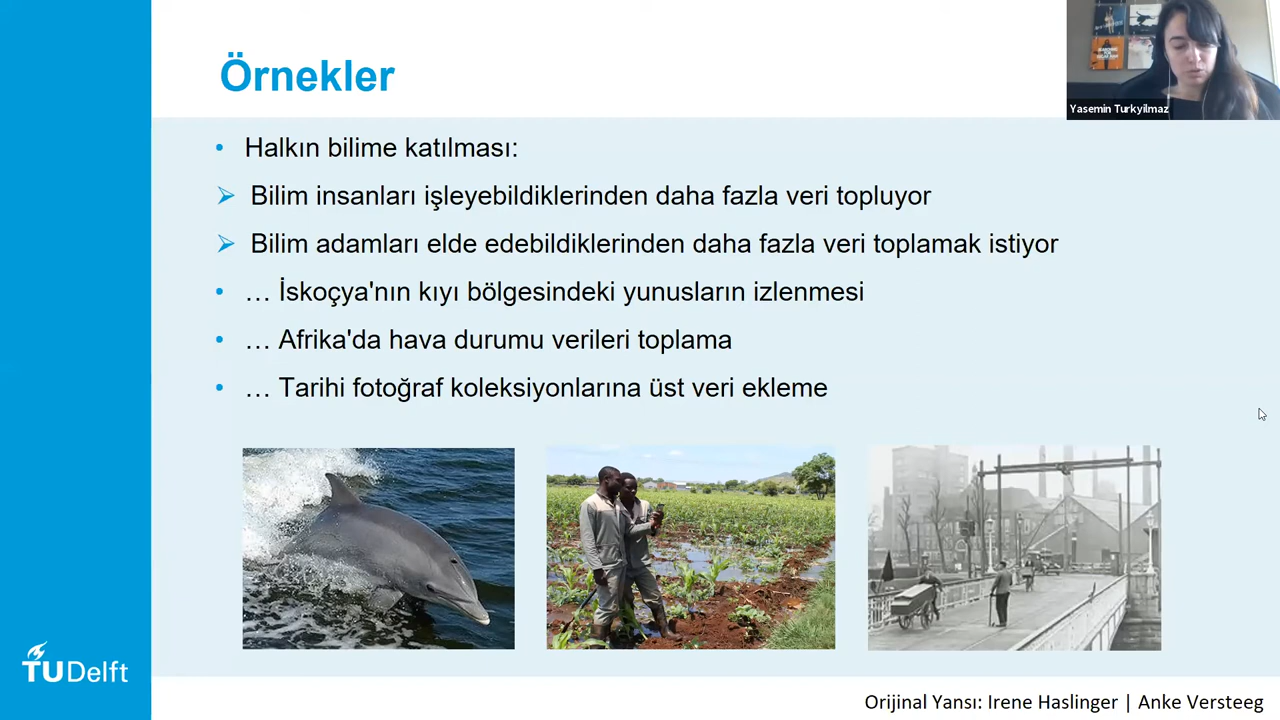 Örnekler
Yasemin Turkyilmaz
Halkın bilime katılması:
Bilim insanları işleyebildiklerinden daha fazla veri topluyor
Bilim adamları elde edebildiklerinden daha fazla veri toplamak istiyor
… İskoçya'nın kıyı bölgesindeki yunusların izlenmesi
… Afrika'da hava durumu verileri toplama
… Tarihi fotoğraf koleksiyonlarına üst veri ekleme
TUDelft
Orijinal Yansı: Irene Haslinger | Anke Versteeg